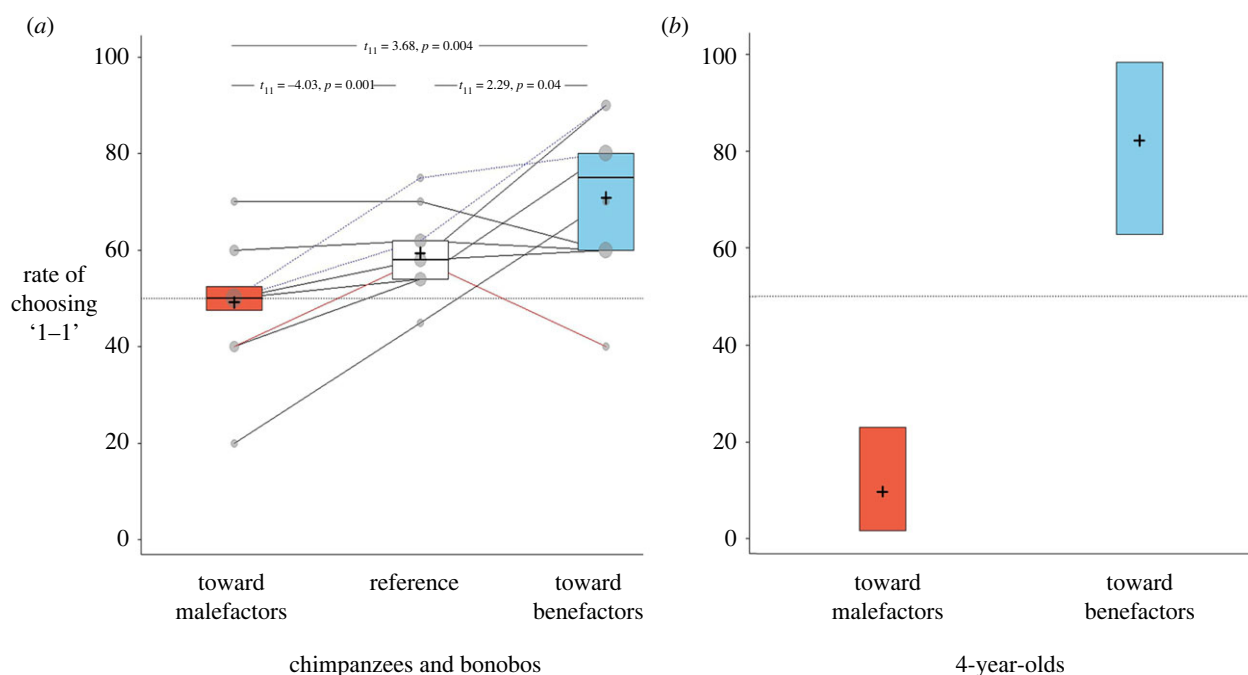 (a)
(b)
t11 = 3.68, p = 0.004
t11 = –4.03, p = 0.001
t11 = 2.29, p = 0.04
rate of
choosing
‘1–1’
100
80
60
40
20
0
toward
malefactors
reference
toward
benefactors
chimpanzees and bonobos
100
80
60
40
20
0
toward
malefactors
toward
benefactors
4-year-olds